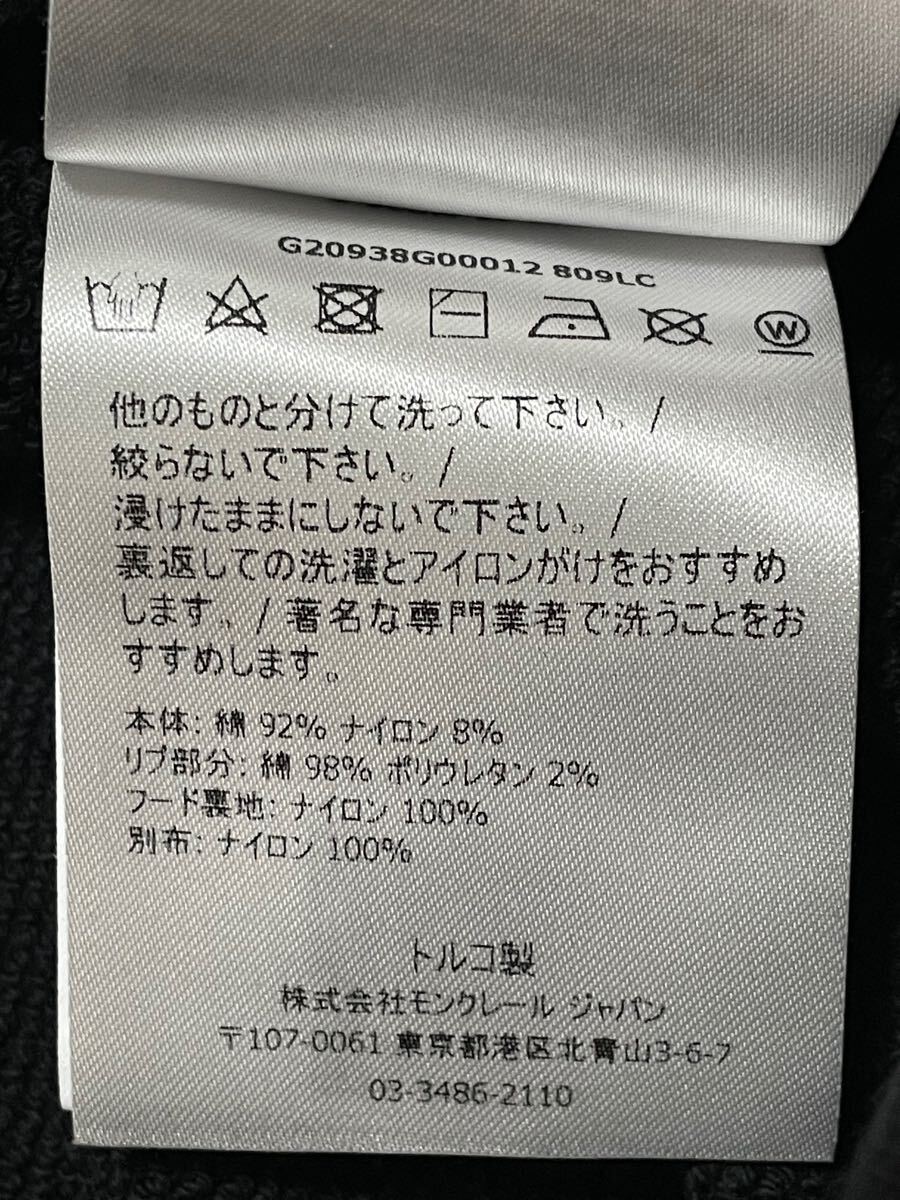 G20938G00012 809LC
W
他のものと分けて洗って下さい。/
絞らないで下さい。/
浸けたままにしないで下さい。/
裏返しての洗濯とアイロンがけをおすすめ
します。/ 著名な専門業者で洗うことをお
すすめします。
本体: 綿 92% ナイロン 8%
リブ部分: 綿 98% ポリウレタン 2%
フード裏地: ナイロン 100%
別布: ナイロン 100%
トルコ製
株式会社モンクレール ジャパン
〒107-0061 東京都港区北青山3-6-7
03-3486-2110